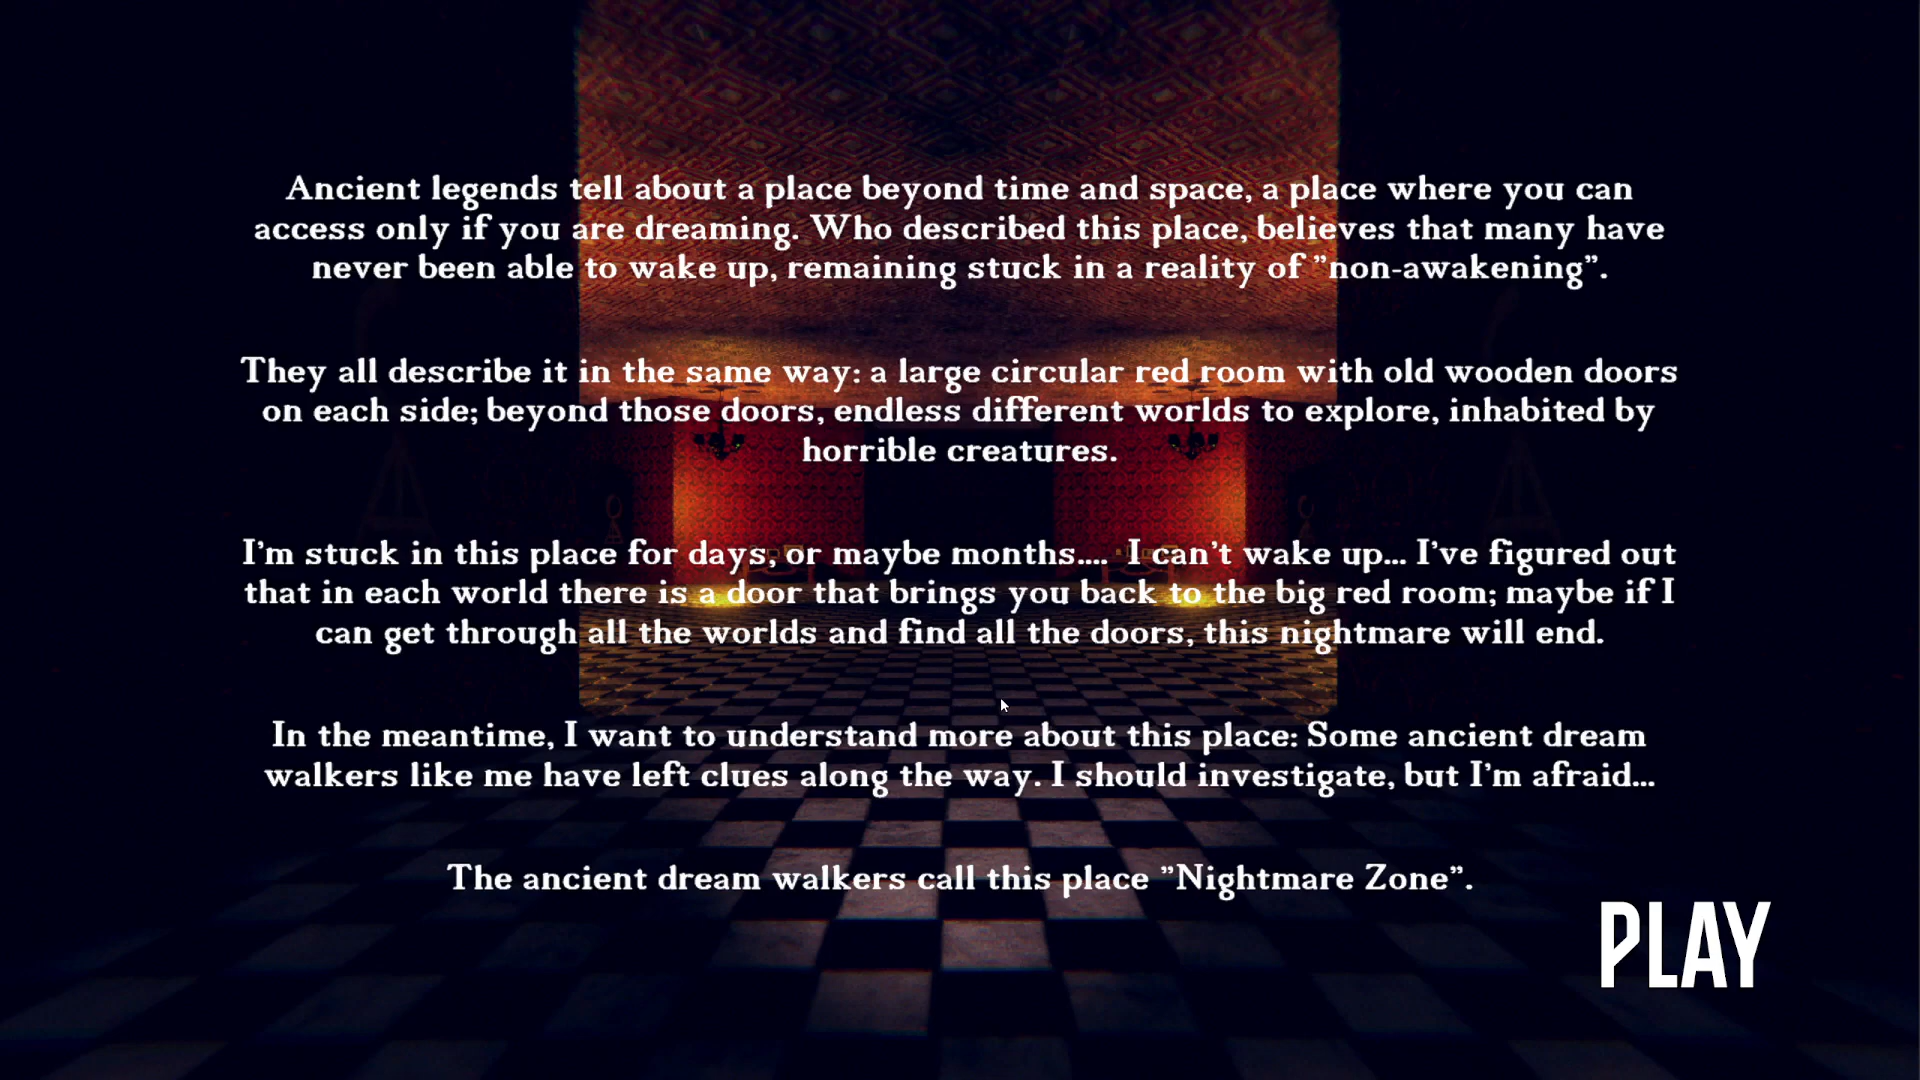 Ancient legends tell about a place beyond time and space, a place where you can
access only if you are dreaming. Who described this place, believes that many have
never been able to wake up, remaining stuck in a reality of "non-awakening".
They all describe it in the same way: a large circular red room with old wooden doors
on each side; beyond those doors, endless different worlds to explore, inhabited by
horrible creatures.
I'm stuck in this place for days, or maybe months.... I can't wake up... I've figured out
that in each world there is a door that brings you back to the big red room; maybe if I
can get through all the worlds and find all the doors, this nightmare will end.
In the meantime, I want to understand more about this place: Some ancient dream
walkers like me have left clues along the way. I should investigate, but I'm afraid...
The ancient dream walkers call this place "Nightmare Zone".
PLAY